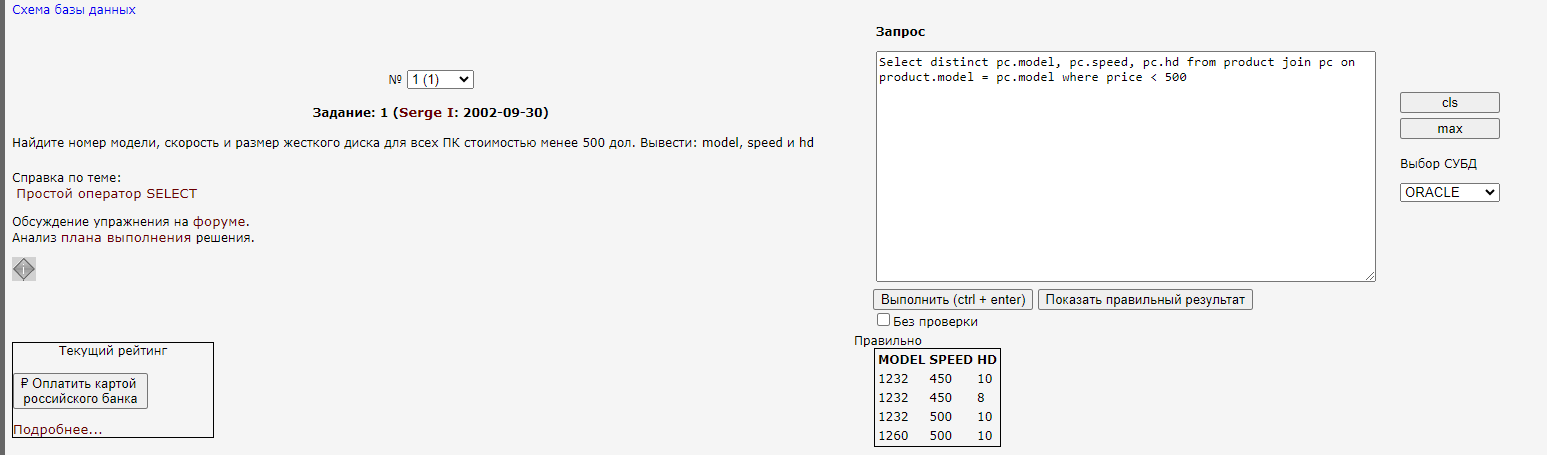 Схема базы данных
№ 1 (1)
Задание: 1 (Serge I: 2002-09-30)
Найдите номер модели, скорость и размер жесткого диска для всех ПК стоимостью менее 500 дол. Вывести: model, speed и hd
Справка по теме:
Простой оператор SELECT
Обсуждение упражнения на форуме.
Анализ плана выполнения решения.
Текущий рейтинг
₽ Оплатить картой
российского банка
Подробнее...
Запрос
Select distinct pc.model, pc.speed, pc.hd from product join pc on
product.model = pc.model where price < 500
cls
max
Выбор СУБД
ORACLE
Выполнить (ctrl + enter) Показать правильный результат
Без проверки
Правильно
MODEL SPEED HD
1232 450 10
1232 450 8
1232 500 10
1260 500 10